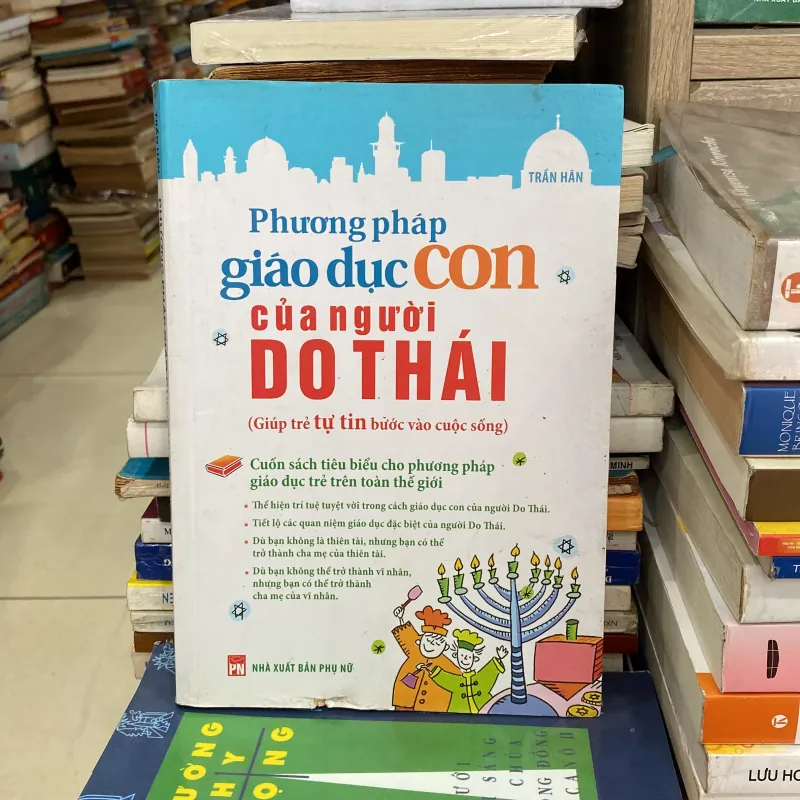 TRẦN HÂN
Phương pháp
giáo dục con
của người
DO THÁI
(Giúp trẻ tự tin bước vào cuộc sống)
Cuốn sách tiêu biểu cho phương pháp
giáo dục trẻ trên toàn thế giới
• Thể hiện trí tuệ tuyệt vời trong cách giáo dục con của người Do Thái.
• Tiết lộ các quan niệm giáo dục đặc biệt của người Do Thái.
• Dù bạn không là thiên tài, nhưng bạn có thể
trở thành cha mẹ của thiên tài.
• Dù bạn không thể trở thành vĩ nhân,
nhưng bạn có thể trở thành
cha mẹ của vĩ nhân.
PN
NHÀ XUẤT BẢN PHỤ NỮ
MONIQUE
MINH
LƯU HO